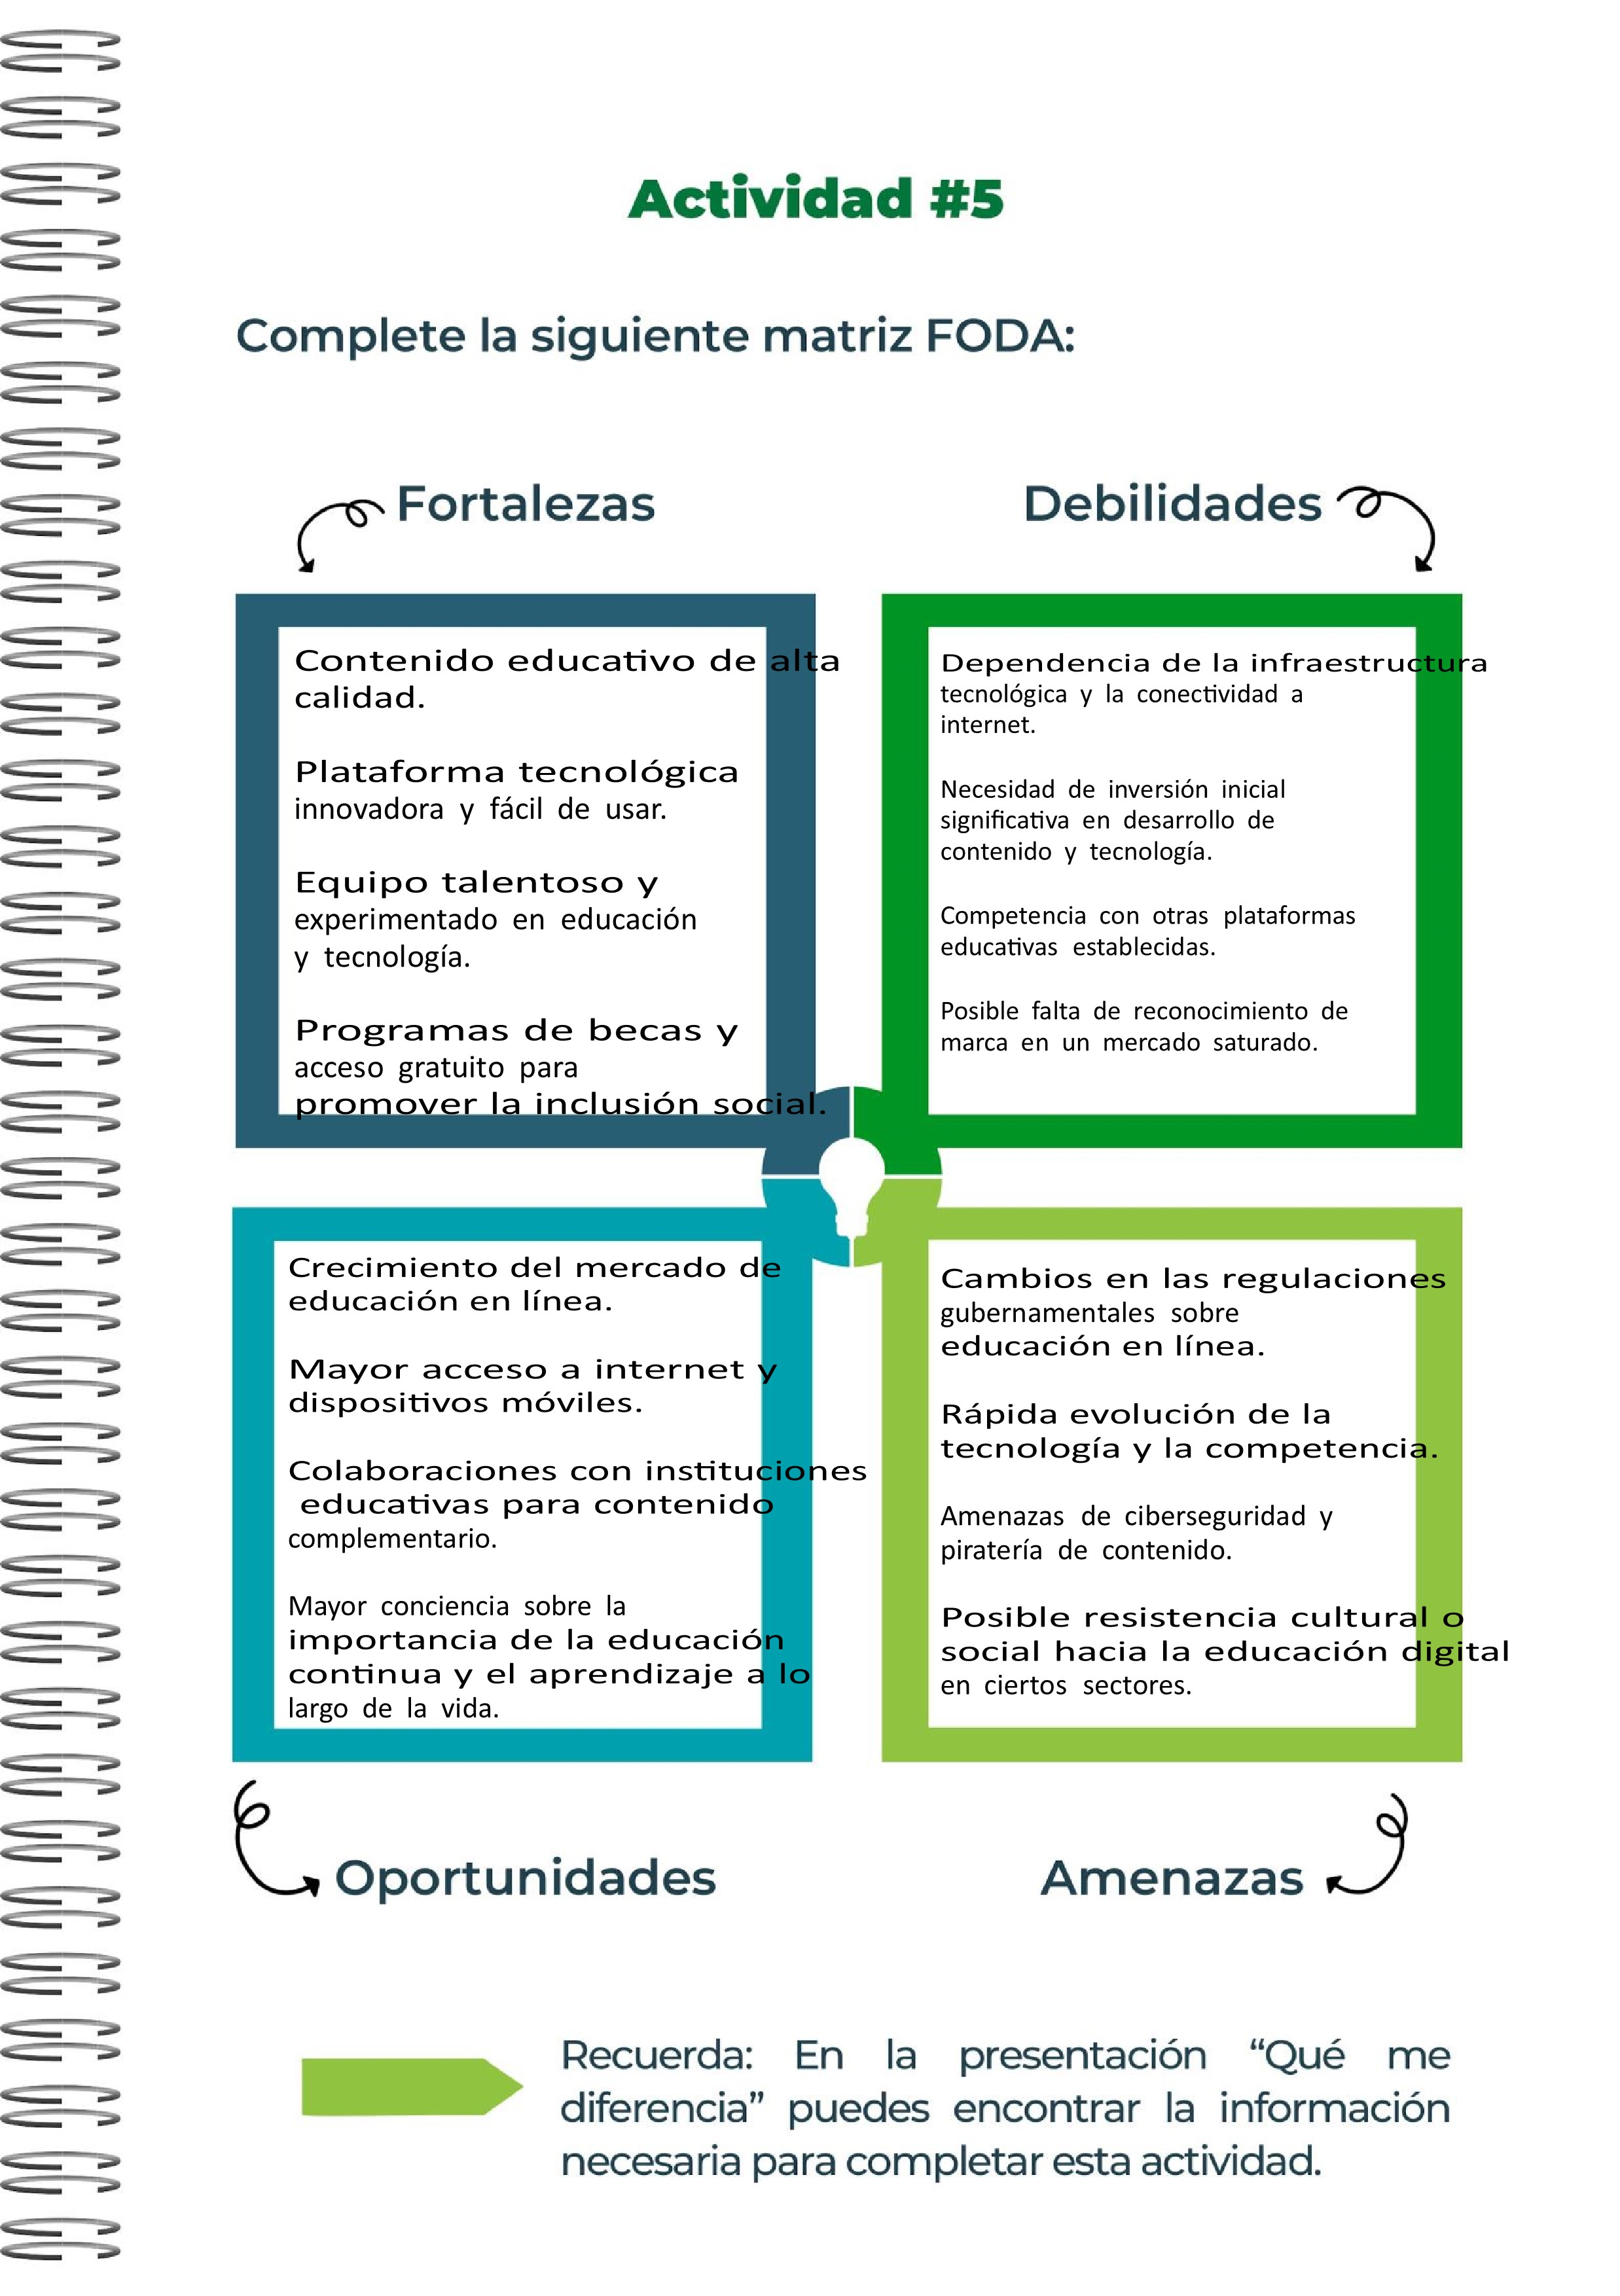 Actividad #5
Complete la siguiente matriz FODA:
Fortalezas
Contenido educativo de alta
calidad.
Plataforma tecnológica
innovadora y fácil de usar.
Equipo talentoso y
experimentado en educación
y tecnología.
Programas de becas y
acceso gratuito para
promover la inclusión social.
Debilidades
Dependencia de la infraestructura
tecnológica y la conectividad a
internet.
Necesidad de inversión inicial
significativa en desarrollo de
contenido y tecnología.
Competencia con otras plataformas
educativas establecidas.
Posible falta de reconocimiento de
marca en un mercado saturado.
Crecimiento del mercado de
educación en línea.
Mayor acceso a internet y
dispositivos móviles.
Colaboraciones con instituciones
educativas para contenido
complementario.
Mayor conciencia sobre la
importancia de la educación
continua y el aprendizaje a lo
largo de la vida.
Oportunidades
Cambios en las regulaciones
gubernamentales sobre
educación en línea.
Rápida evolución de la
tecnología y la competencia.
Amenazas de ciberseguridad y
piratería de contenido.
Posible resistencia cultural o
social hacia la educación digital
en ciertos sectores.
Amenazas
Recuerda: En la presentación “Qué me
diferencia” puedes encontrar la información
necesaria para completar esta actividad.